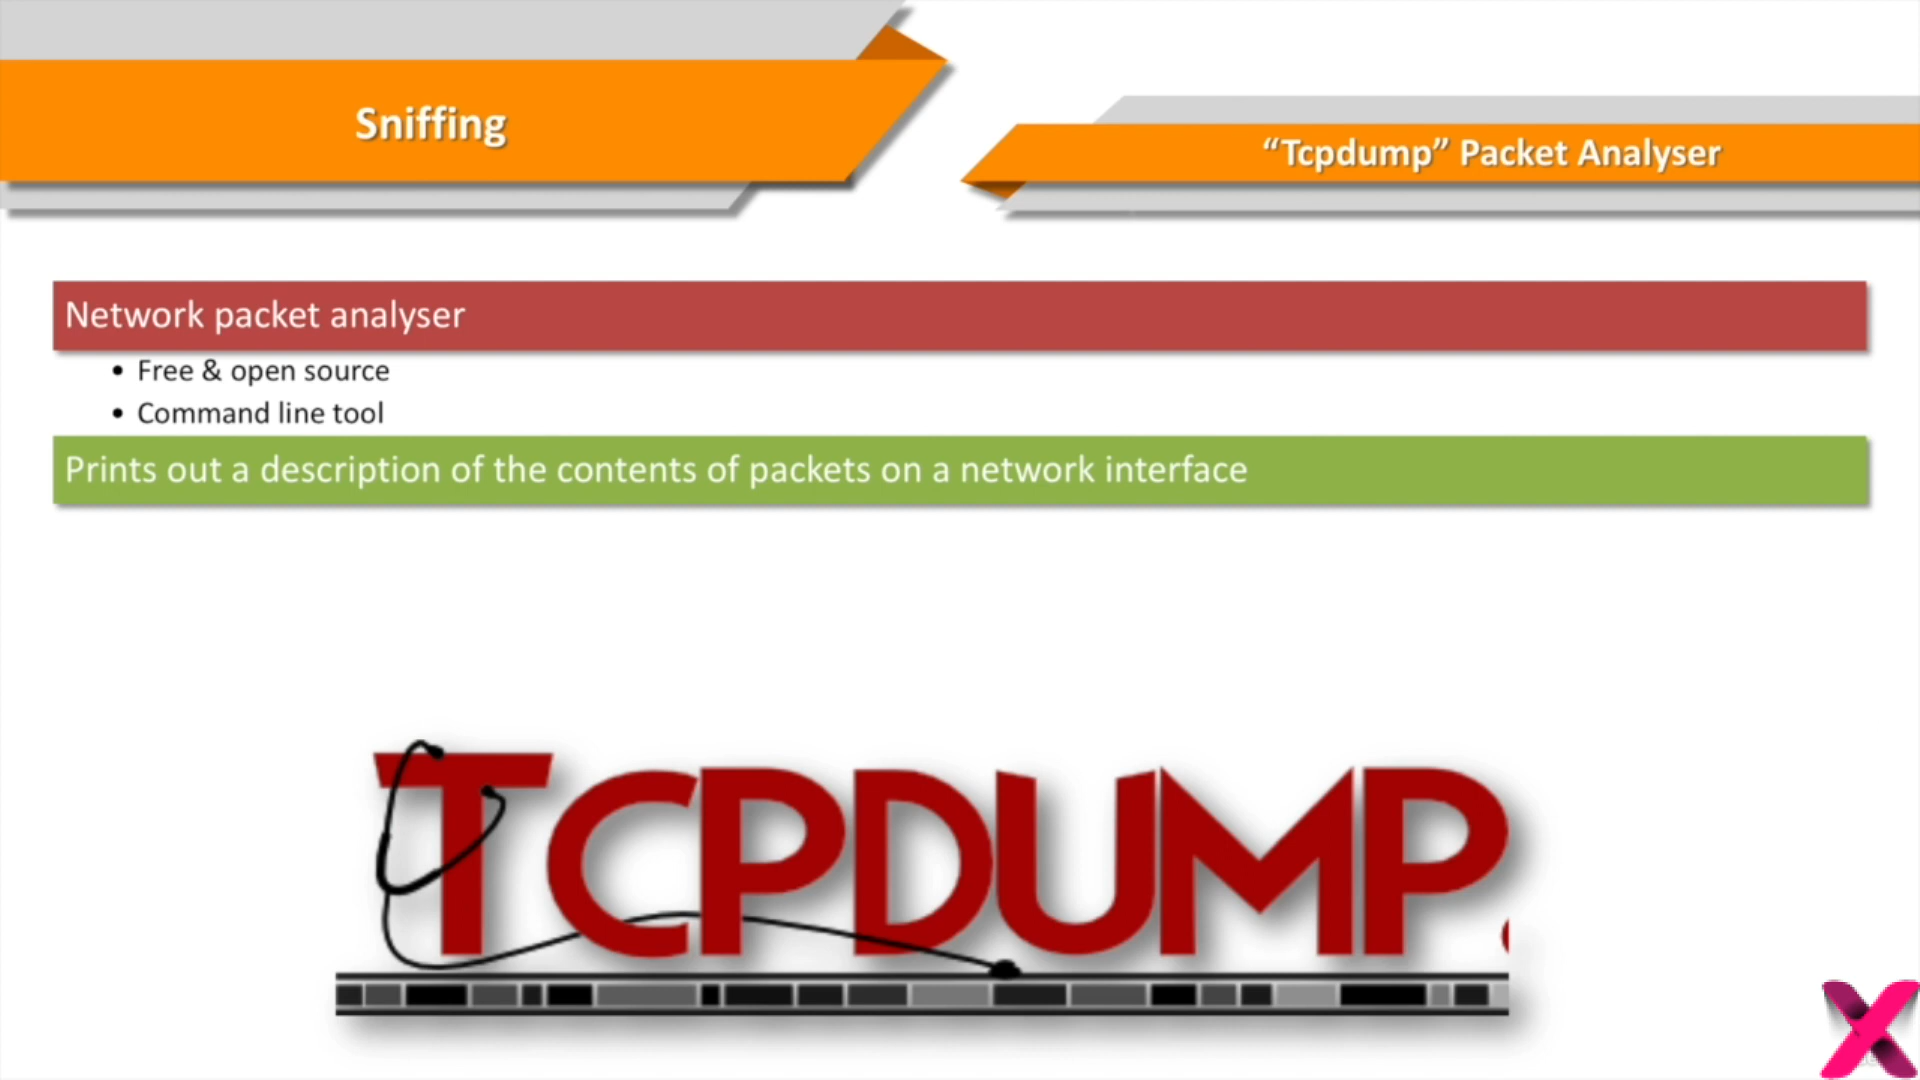 Sniffing
“Tcpdump” Packet Analyser
Network packet analyser
• Free & open source
• Command line tool
Prints out a description of the contents of packets on a network interface
TCPDUMP
X